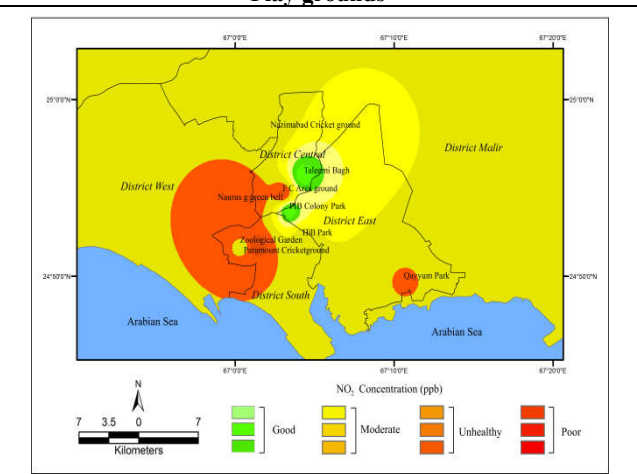 Play grounds
67°0'0"E 67°10'0"E 67°20'0"E
25°0'0"N 25°0'0"N
Nazimabad Cricket ground
District Malir
District Central
Taleemi Bagh
District West
F.C Area ground
Naurus g green belt
PIB Colony Park
District East
Hill Park
Zoological Garden
Paramount Cricketground
24°50'0"N 24°50'0"N
Qayyum Park
District South
Arabian Sea
Arabian Sea
67°0'0"E 67°10'0"E 67°20'0"E
N
NO2 Concentration (ppb)
7 3.5 0 7
Kilometers
Good
Moderate
Unhealthy
Poor